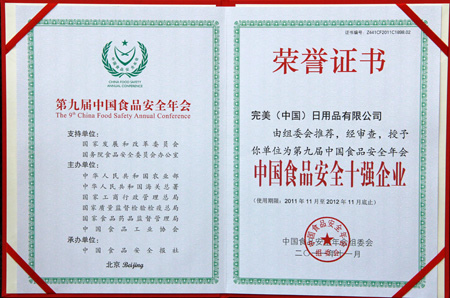 CHINA FOOD SAFETY
ANNUAL CONFERENCE
第九届中国食品安全年会
The 9th China Food Safety Annual Conference
支持单位：
国家发展和改革委员会
国务院食品安全委员会办公室
主办单位：
中华人民共和国农业部
中华人民共和国海关总署
国家工商行政管理总局
国家质量监督检验检疫总局
国家食品药品监督管理局
中国食品工业协会
承办单位：
中国食品安全报社
北京 Beijing
证书编号：
荣誉证书
完美（中国）日用品有限公司
由组委会推荐，经审查，授予
你单位为第九届中国食品安全年会
中国食品安全十强企业
（使用期限：2011年11月至2012年11月底止）
中国食品安全年会组委会
二〇一一年十一月